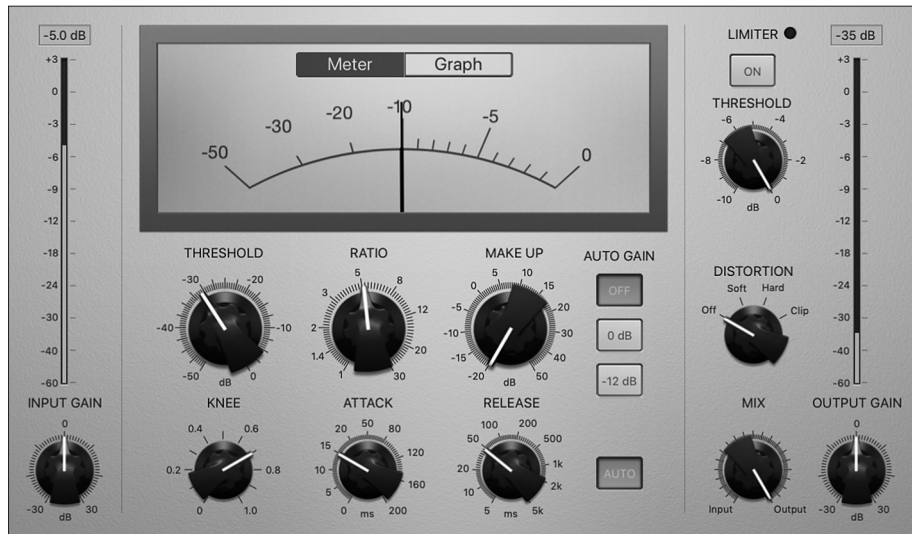 -5.0 dB
+3
0
-3
-6
-9
-12
-18
-30
-40
-50
-60
INPUT GAIN
0
-30
30
dB
Meter
Graph
-50
-30
-20
-10
-5
0
THRESHOLD
-50
-40
-30
-20
-10
0
dB
RATIO
1
1.4
2
3
5
8
12
20
30
MAKE UP
-20
-15
-10
-5
0
5
10
15
20
30
40
50
dB
AUTO GAIN
OFF
0 dB
-12 dB
KNEE
0
0.2
0.4
0.6
0.8
1.0
ATTACK
0
5
10
15
20
50
80
120
160
200
ms
RELEASE
5
10
20
50
100
200
500
1k
2k
5k
ms
AUTO
LIMITER
ON
THRESHOLD
-10
-8
-6
-4
-2
0
dB
DISTORTION
Off
Soft
Hard
Clip
MIX
Input
Output
-35 dB
+3
0
-3
-6
-9
-12
-18
-30
-40
-50
-60
OUTPUT GAIN
0
-30
30
dB